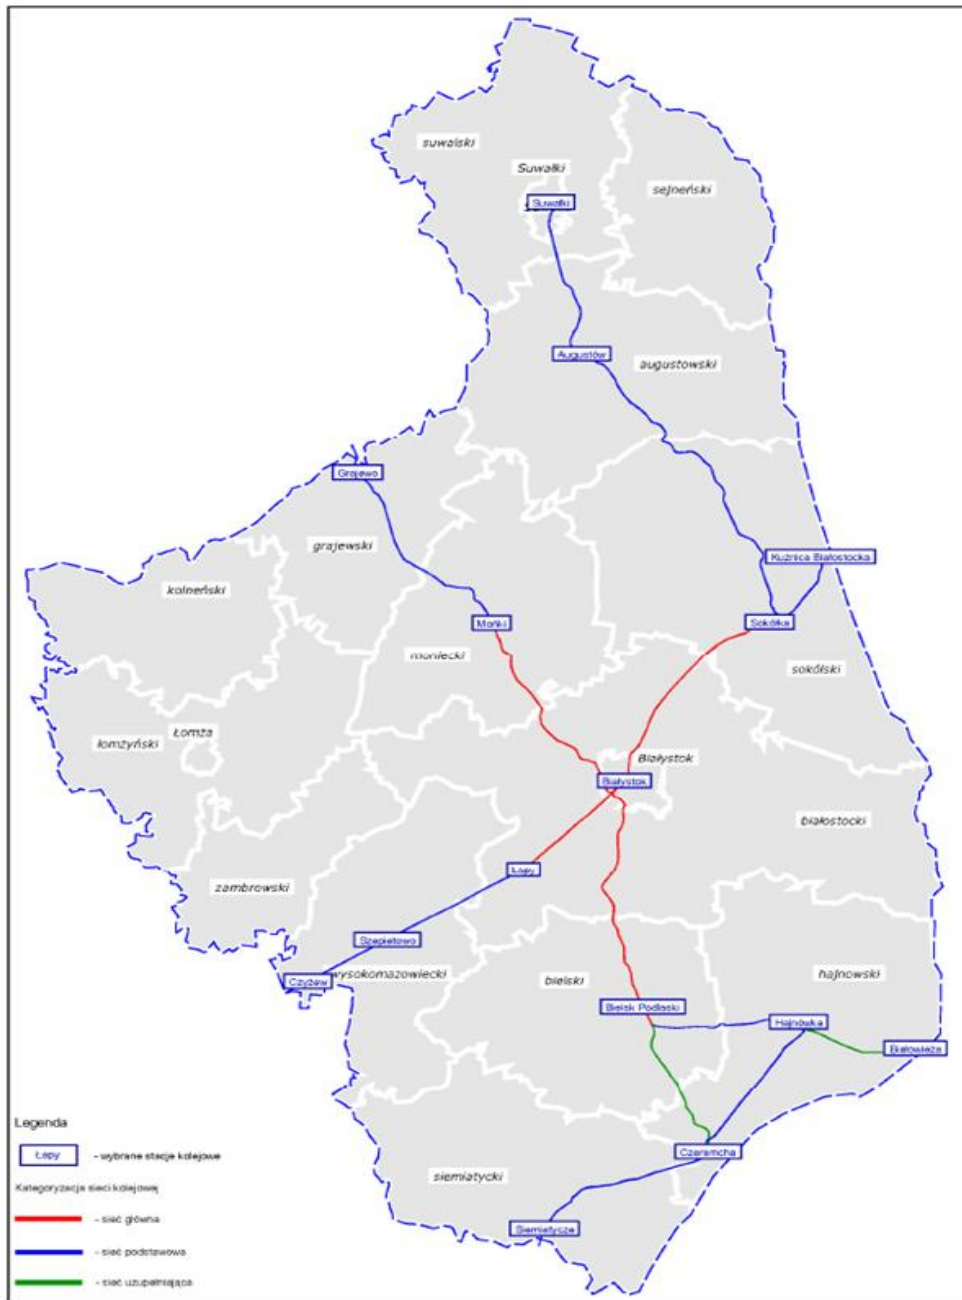 suwalski
Suwałki
sejneński
Suwałki
Augustów
augustowski
Grajewo
grajewski
Kuźnica Białostocka
kolneński
Mońki
Sokółka
moniecki
sokólski
Łomża
łomżyński
Białystok
Białystok
białostocki
Łapy
zambrowski
Szepietowo
Czyżew
wysokomazowiecki
bielski
hajnowski
Bielsk Podlaski
Hajnówka
Białowieża
Czeremcha
siemiatycki
Siemiatycze
Legenda
Łapy - wybrane stacje kolejowe
Kategoryzacja sieci kolejowej
- sieć główna
- sieć podstawowa
- sieć uzupełniająca